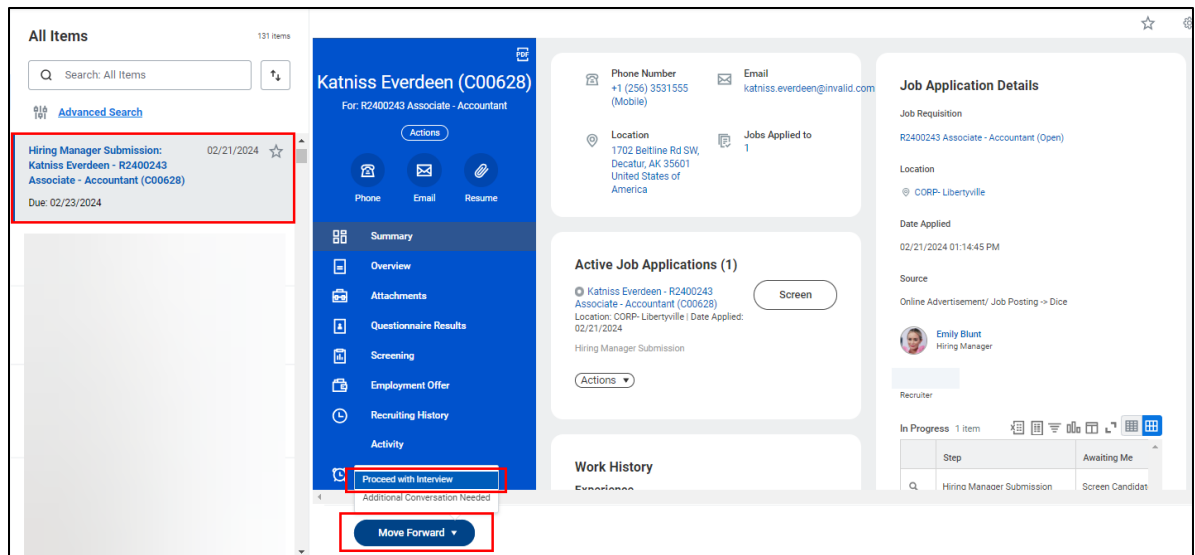 All Items
131 items
Search: All Items
Advanced Search
Hiring Manager Submission:
Katniss Everdeen - R2400243
Associate - Accountant (C00628)
02/21/2024
Due: 02/23/2024
PDF
Katniss Everdeen (C00628)
For: R2400243 Associate - Accountant
Actions
Phone
Email
Resume
Summary
Overview
Attachments
Questionnaire Results
Screening
Employment Offer
Recruiting History
Activity
Proceed with Interview
Additional Conversation Needed
Move Forward
Phone Number
+1 (256) 3531555
(Mobile)
Email
katniss.everdeen@invalid.com
Location
1702 Beltline Rd SW,
Decatur, AK 35601
United States of
America
Jobs Applied to
1
Active Job Applications (1)
Katniss Everdeen - R2400243
Associate - Accountant (C00628)
Location: CORP- Libertyville | Date Applied:
02/21/2024
Screen
Hiring Manager Submission
Actions
Work History
Experience
Job Application Details
Job Requisition
R2400243 Associate - Accountant (Open)
Location
CORP- Libertyville
Date Applied
02/21/2024 01:14:45 PM
Source
Online Advertisement/ Job Posting -> Dice
Emily Blunt
Hiring Manager
Recruiter
In Progress 1 item
Step
Awaiting Me
Hiring Manager Submission
Screen Candidat